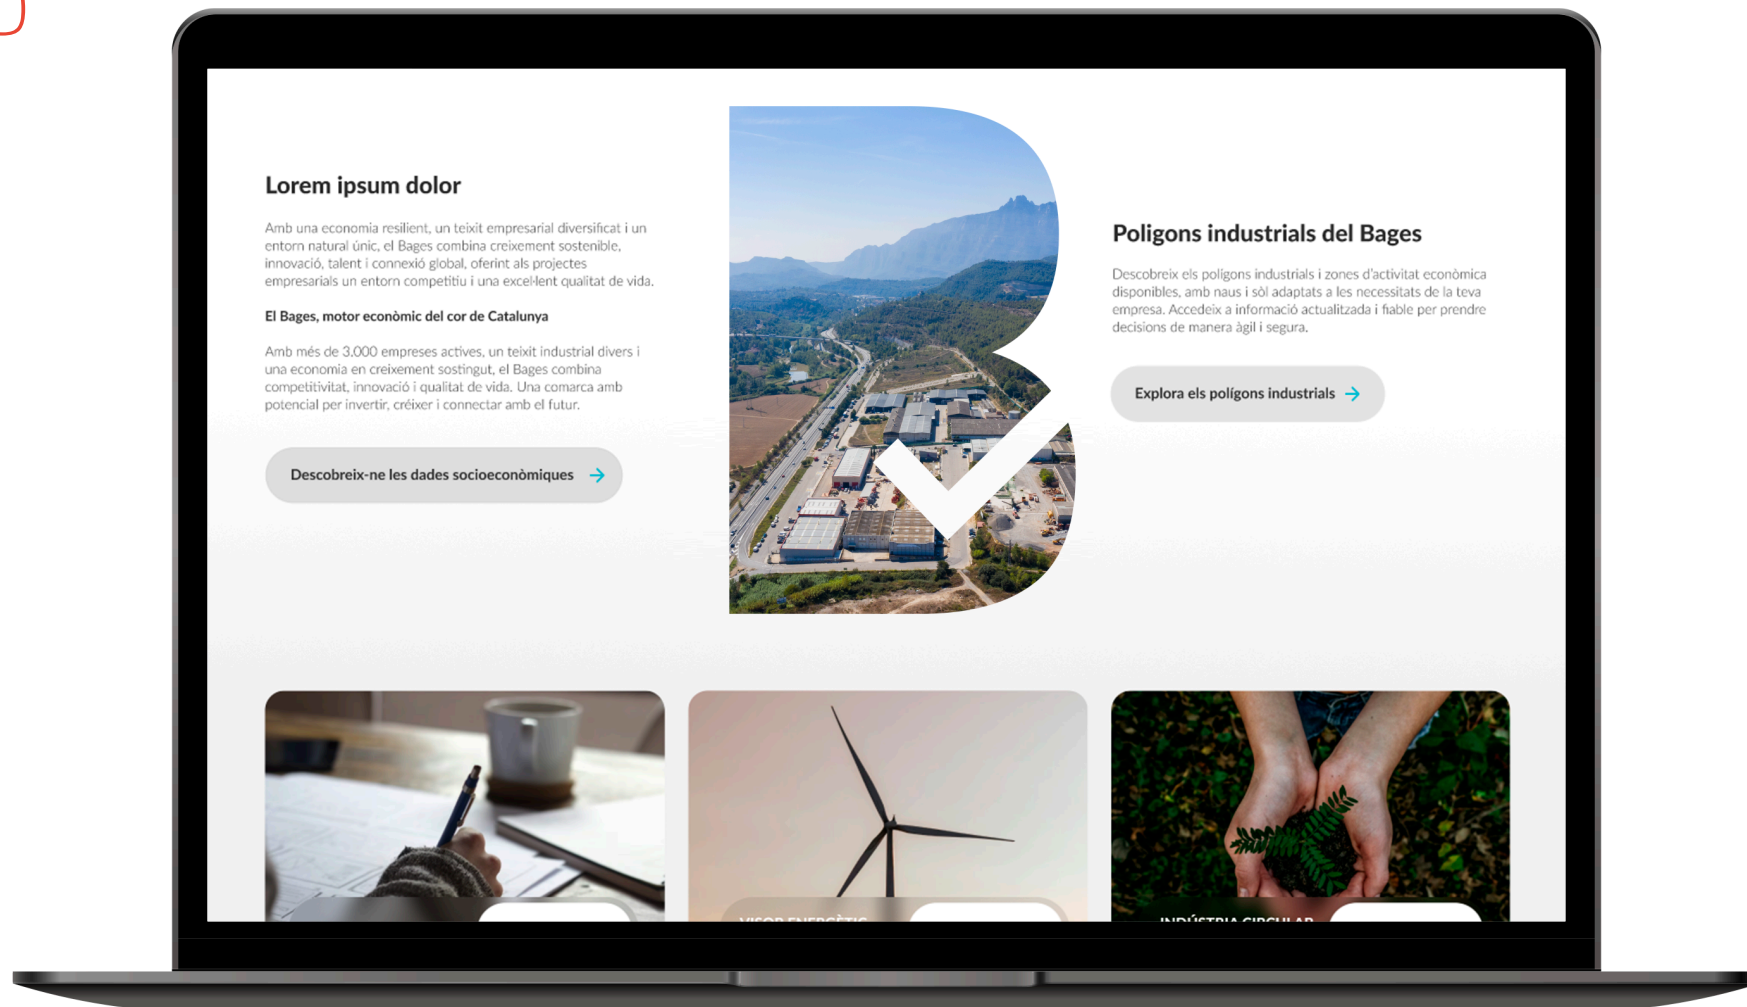 Lorem ipsum dolor
Amb una economia resilient, un teixit empresarial diversificat i un
entorn natural únic, el Bages combina creixement sostenible,
innovació, talent i connexió global, oferint als projectes
empresarials un entorn competitiu i una excel·lent qualitat de vida.
El Bages, motor econòmic del cor de Catalunya
Amb més de 3.000 empreses actives, un teixit industrial divers i
una economia en creixement sostingut, el Bages combina
competitivitat, innovació i qualitat de vida. Una comarca amb
potencial per invertir, créixer i connectar amb el futur.
Descobreix-ne les dades socioeconòmiques →
Poligons industrials del Bages
Descobreix els polígons industrials i zones d'activitat econòmica
disponibles, amb naus i sòl adaptats a les necessitats de la teva
empresa. Accedeix a informació actualitzada i fiable per prendre
decisions de manera àgil i segura.
Explora els polígons industrials →
VISOR ENERGÈTIC
INDÚSTRIA CIRCULAR